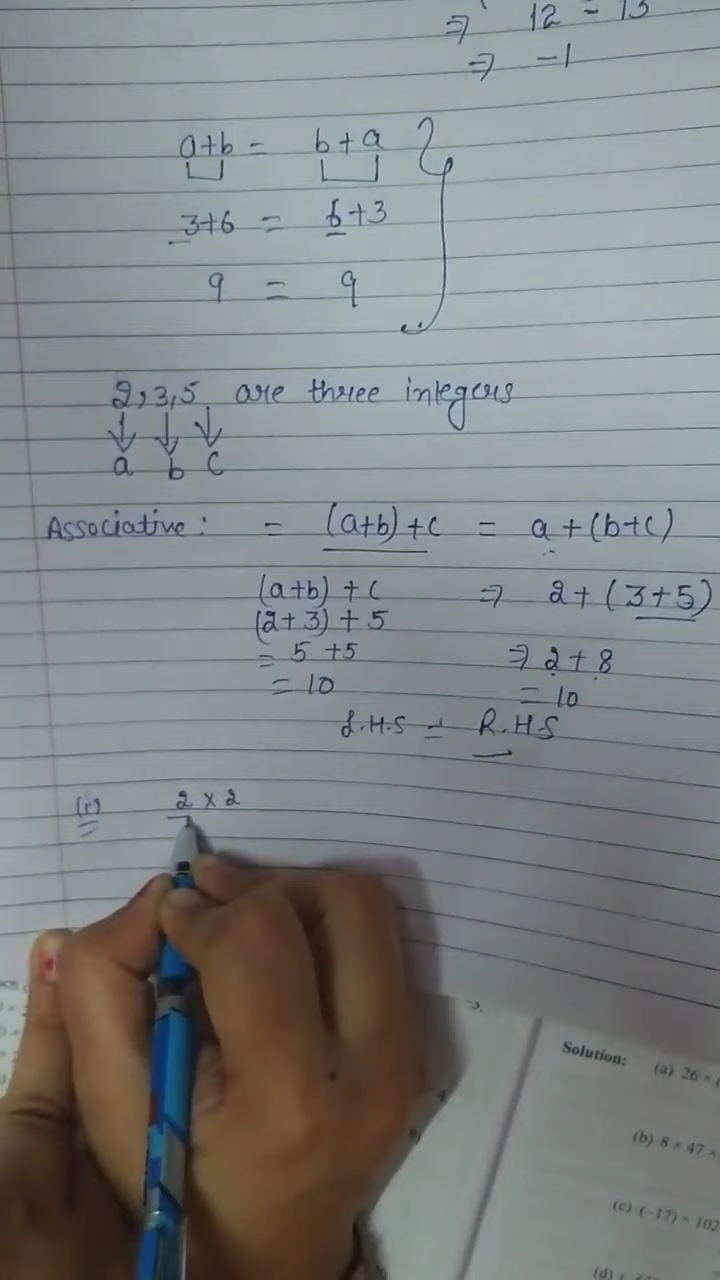 ⇒ 12 - 13
⇒ -1
a+b = b+a
3+6 = 6+3
9 = 9
2,3,5 are three integers
↓ ↓ ↓
a b c
Associative: = (a+b)+c = a+(b+c)
(a+b)+c ⇒ 2+(3+5)
(2+3)+5
= 5+5 ⇒ 2+8
= 10 = 10
L.H.S = R.H.S
2×2
Solution: (a) 26 ×
(b) 8 × 47 ×
(c) (-17) × 102
(d)